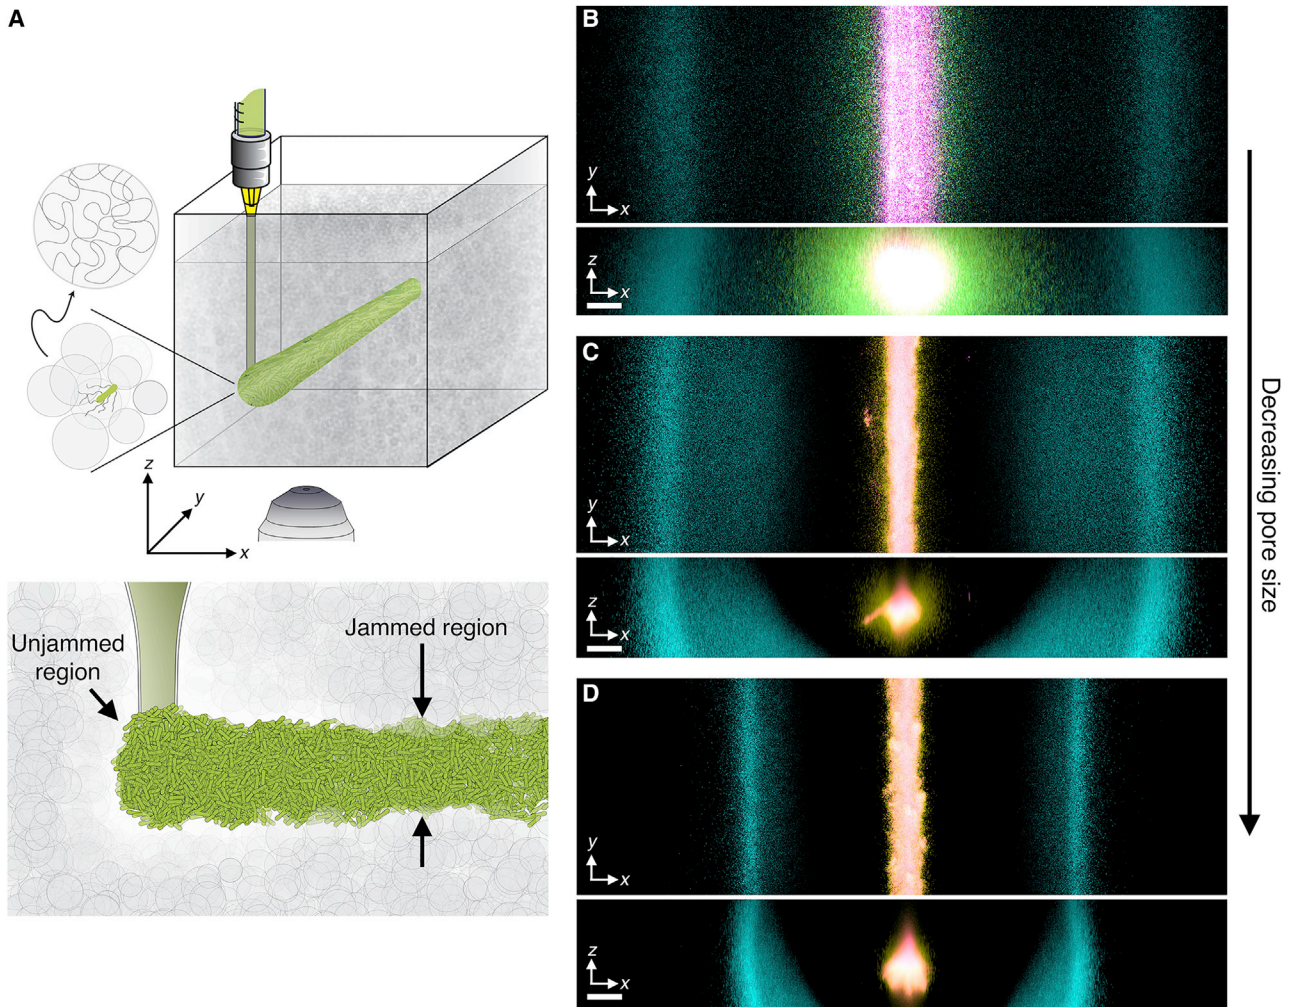 A
z
y
x
Unjammed
region
Jammed region
B
y
x
z
x
C
y
x
z
x
D
y
x
z
x
Decreasing pore size